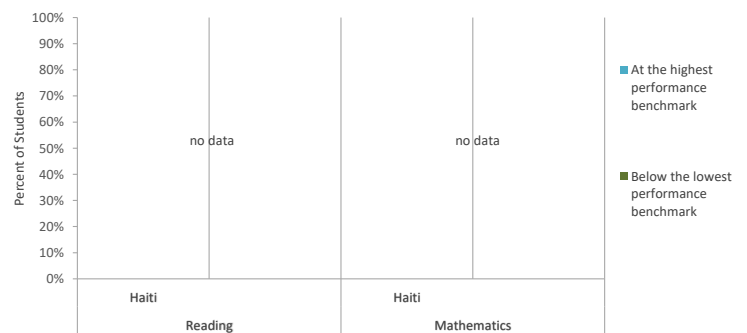 100%
90%
80%
70%
60%
50%
40%
30%
20%
10%
0%
Percent of Students
no data
no data
Haiti
Haiti
Reading
Mathematics
At the highest
performance
benchmark
Below the lowest
performance
benchmark